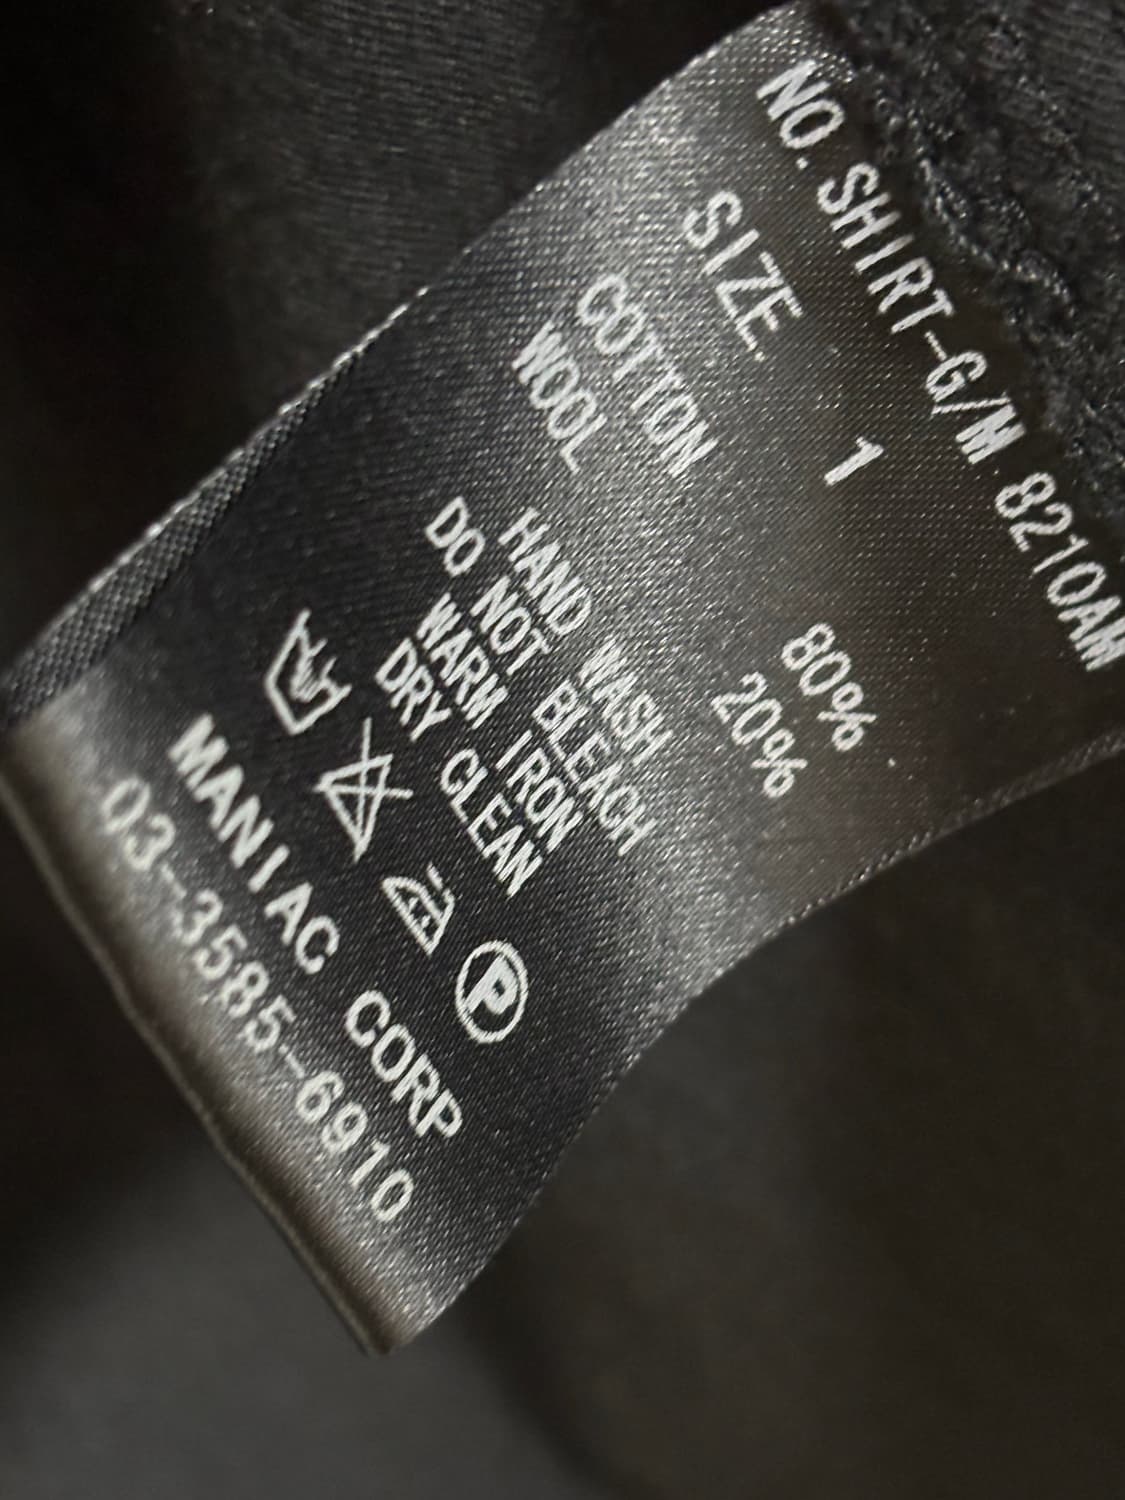 NO. SHIRT-G/M 8210AM
SIZE. 1
COTTON 80%
WOOL 20%
HAND WASH
DO NOT BLEACH
WARM IRON
DRY CLEAN
P
MANIAC CORP
03-3585-6910